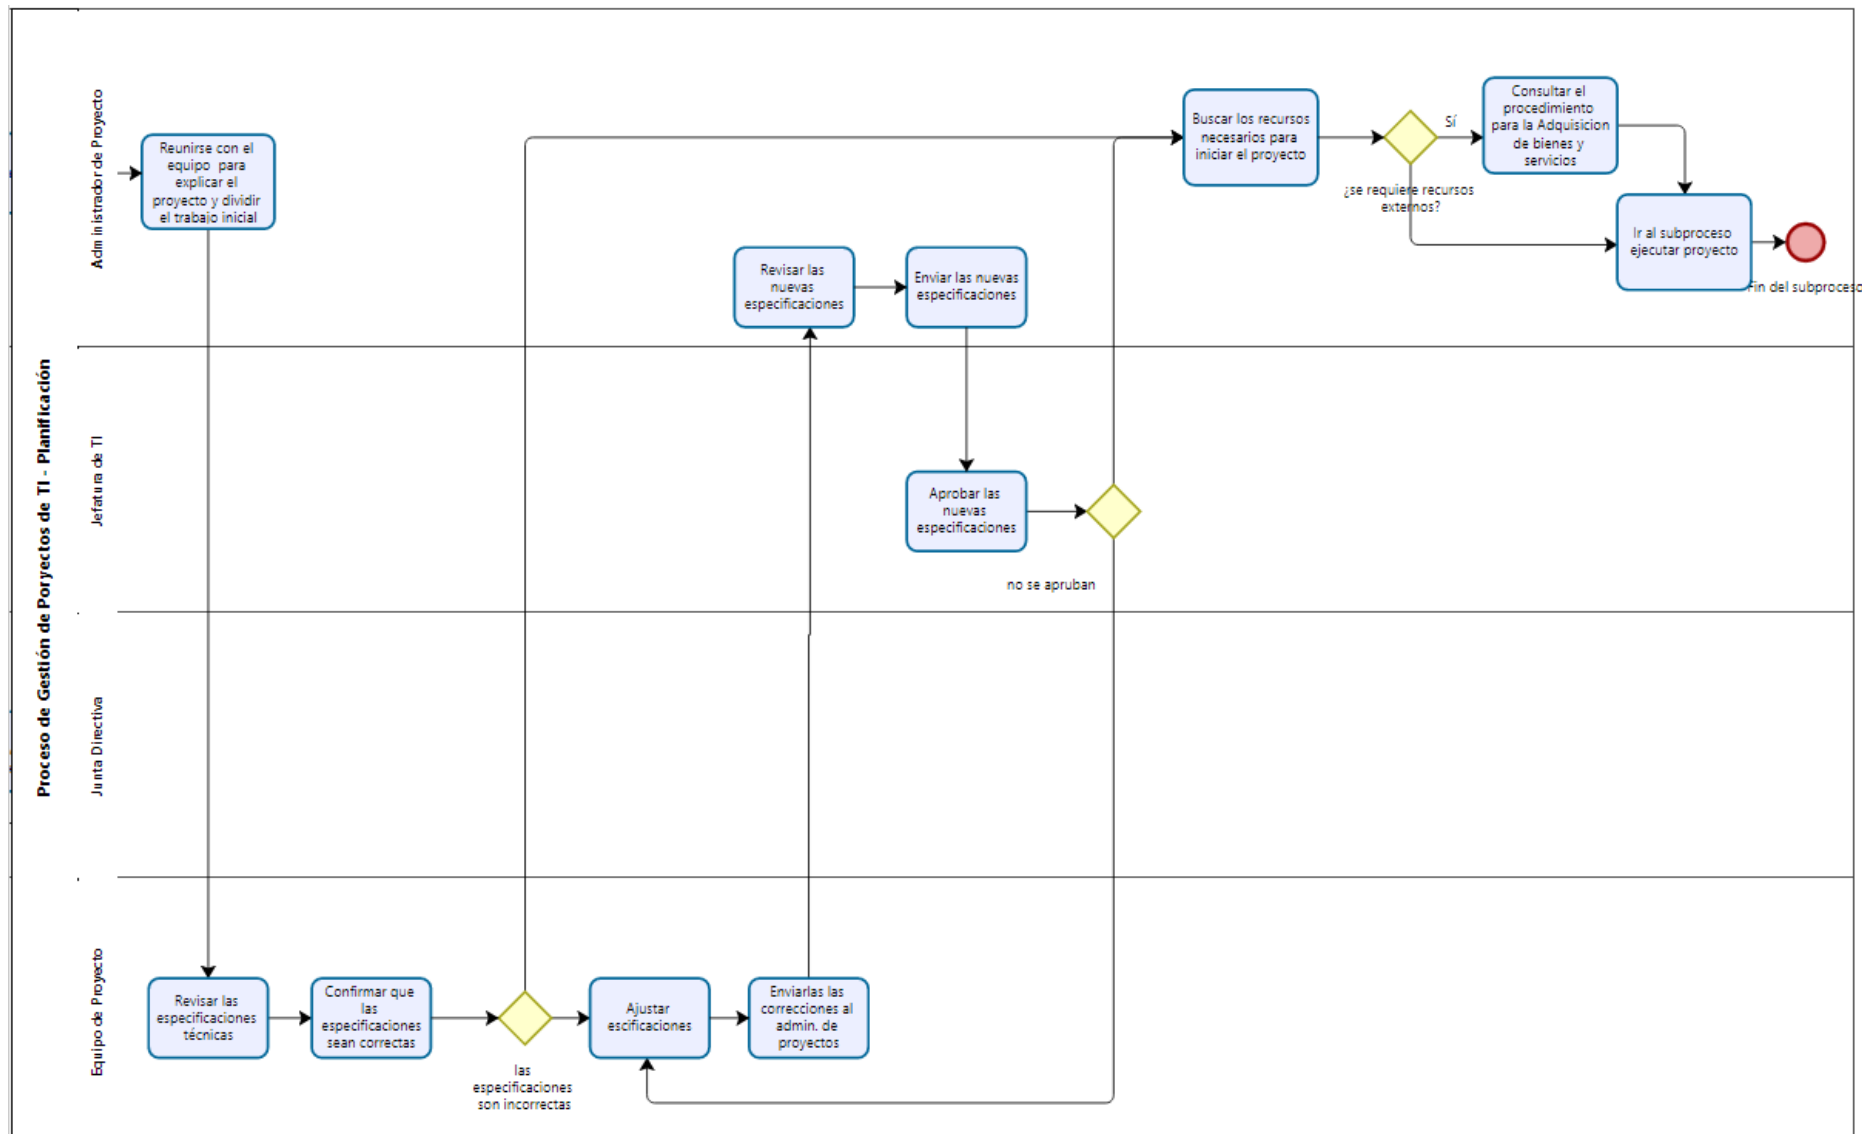 Proceso de Gestión de Poryectos de TI - Planificación
Administrador de Proyecto
Reunirse con el
equipo para
explicar el
proyecto y dividir
el trabajo inicial
Revisar las
nuevas
especificaciones
Enviar las nuevas
especificaciones
Buscar los recursos
necesarios para
iniciar el proyecto
¿se requiere recursos
externos?
Sí
Consultar el
procedimiento
para la Adquisicion
de bienes y
servicios
Ir al subproceso
ejecutar proyecto
Fin del subproceso
Jefatura de TI
Aprobar las
nuevas
especificaciones
no se apruban
Junta Directiva
Equipo de Proyecto
Revisar las
especificaciones
técnicas
Confirmar que
las
especificaciones
sean correctas
las
especificaciones
son incorrectas
Ajustar
escificaciones
Enviarlas las
correcciones al
admin. de
proyectos